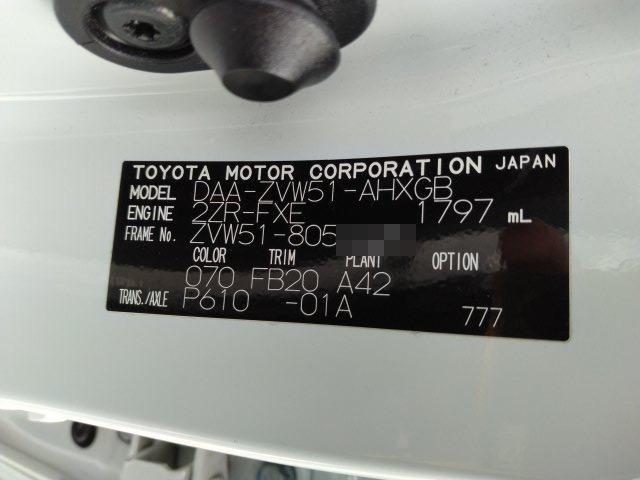 TOYOTA MOTOR CORPORATION JAPAN
MODEL DAA-ZVW51-AHXGB
ENGINE 2ZR-FXE 1797 mL
FRAME No. ZVW51-805
COLOR TRIM PLANT OPTION
070 FB20 A42
TRANS./AXLE P610 -01A 777